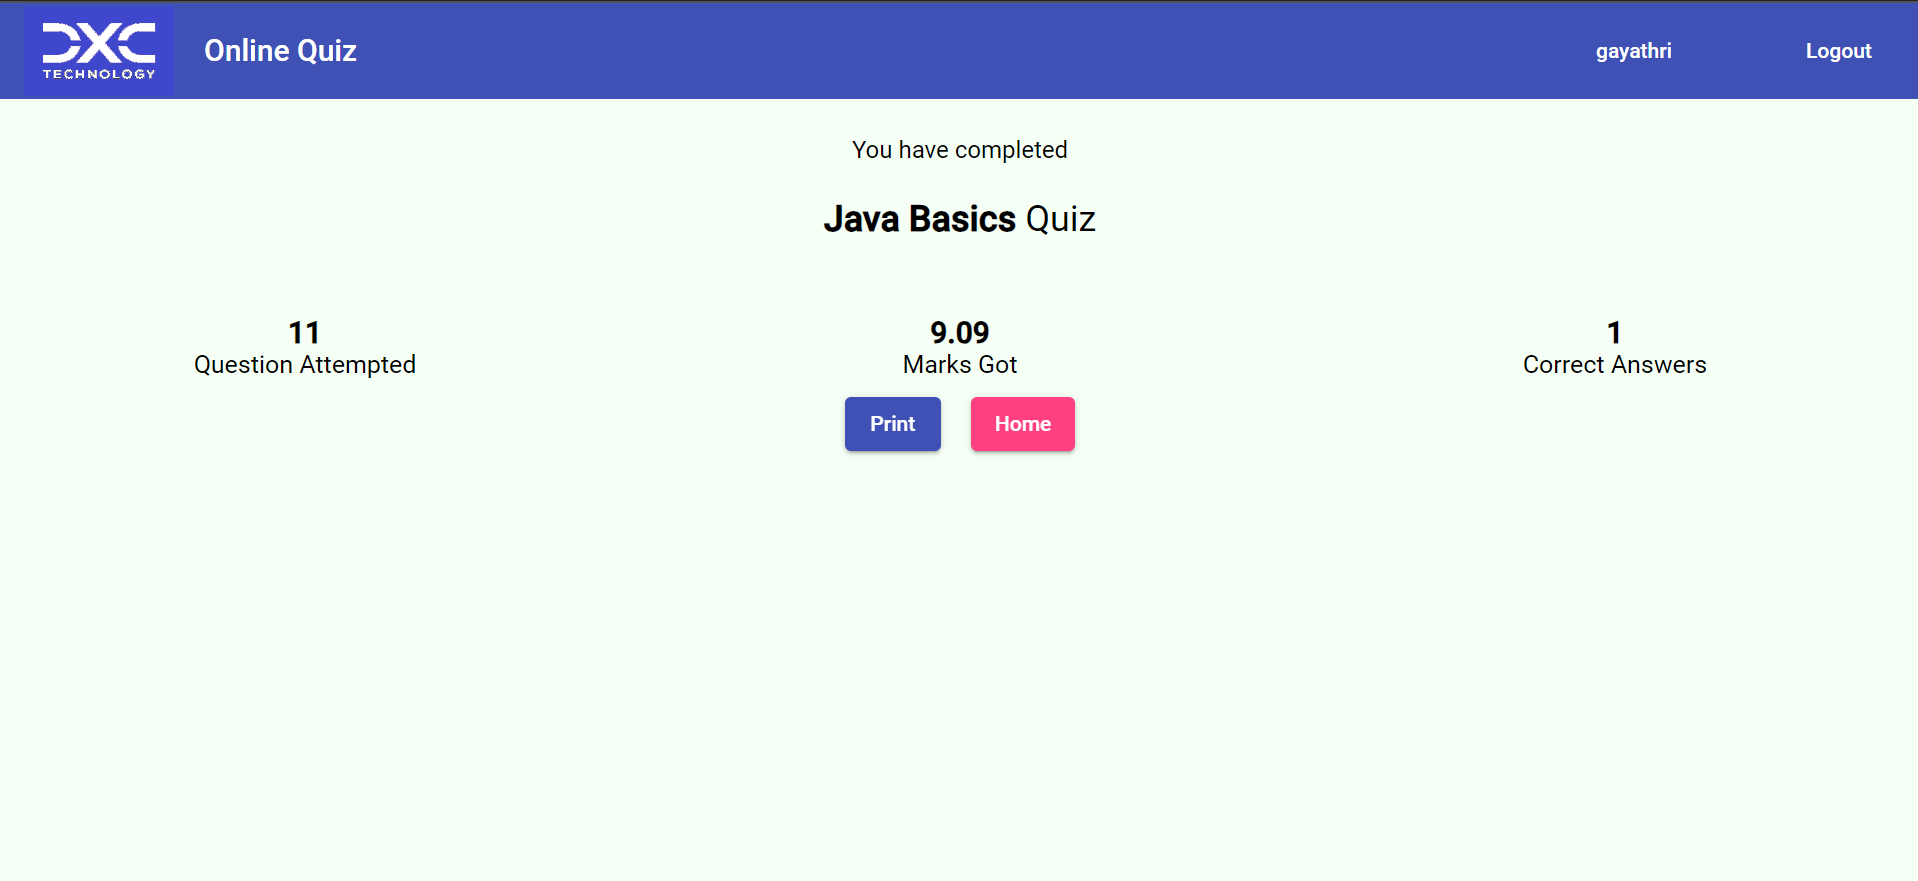 DXC
TECHNOLOGY
Online Quiz
gayathri
Logout
You have completed
Java Basics Quiz
11
Question Attempted
9.09
Marks Got
1
Correct Answers
Print
Home